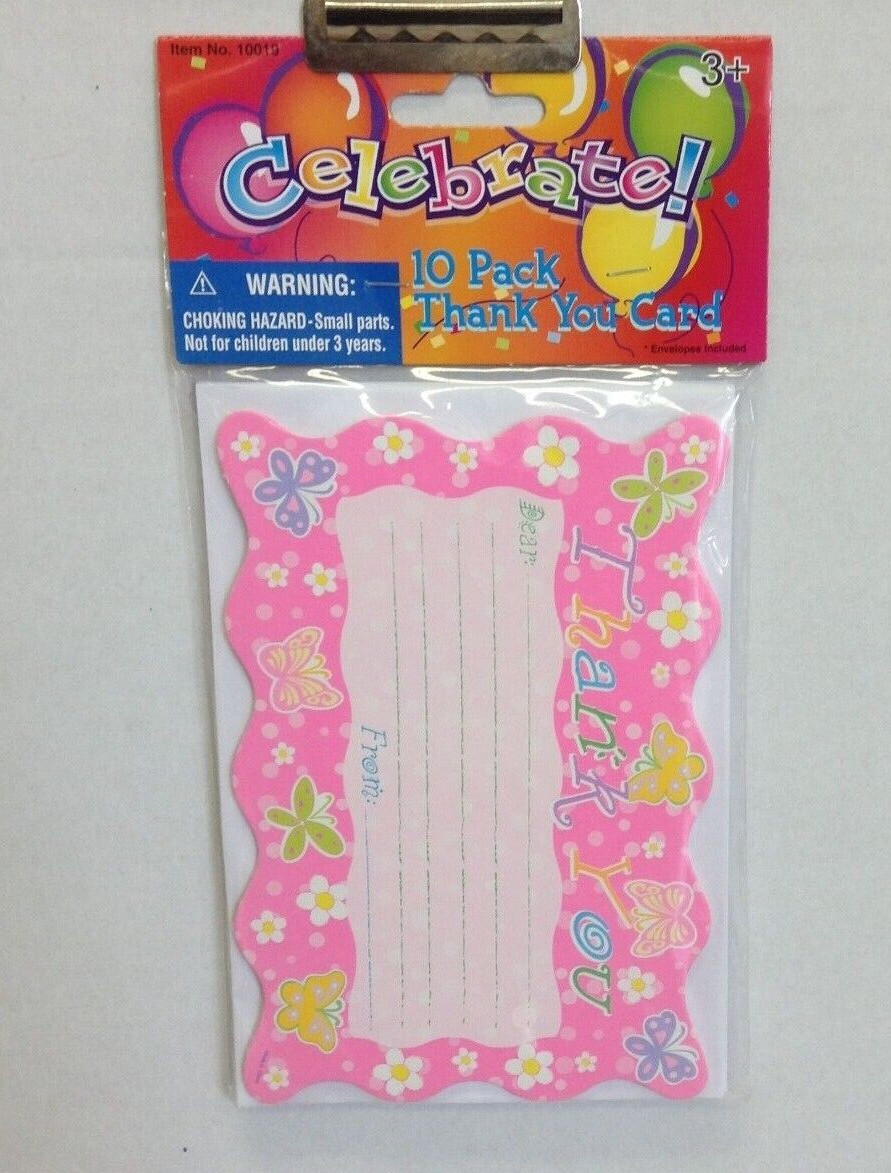 Item No. 10019
3+
Celebrate!
10 Pack
Thank You Card
* Envelopes Included
WARNING:
CHOKING HAZARD-Small parts.
Not for children under 3 years.
Thank You
Dear:
From: